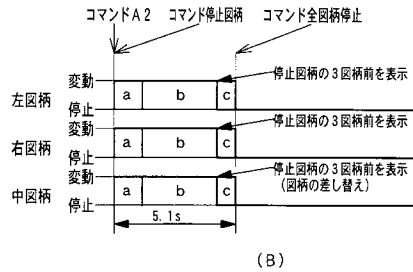 コマンドA2 コマンド停止図柄 コマンド全図柄停止
左図柄 変動 停止 a b c 停止図柄の3図柄前を表示
右図柄 変動 停止 a b c 停止図柄の3図柄前を表示
中図柄 変動 停止 a b c 停止図柄の3図柄前を表示
(図柄の差し替え)
5.1s
(B)